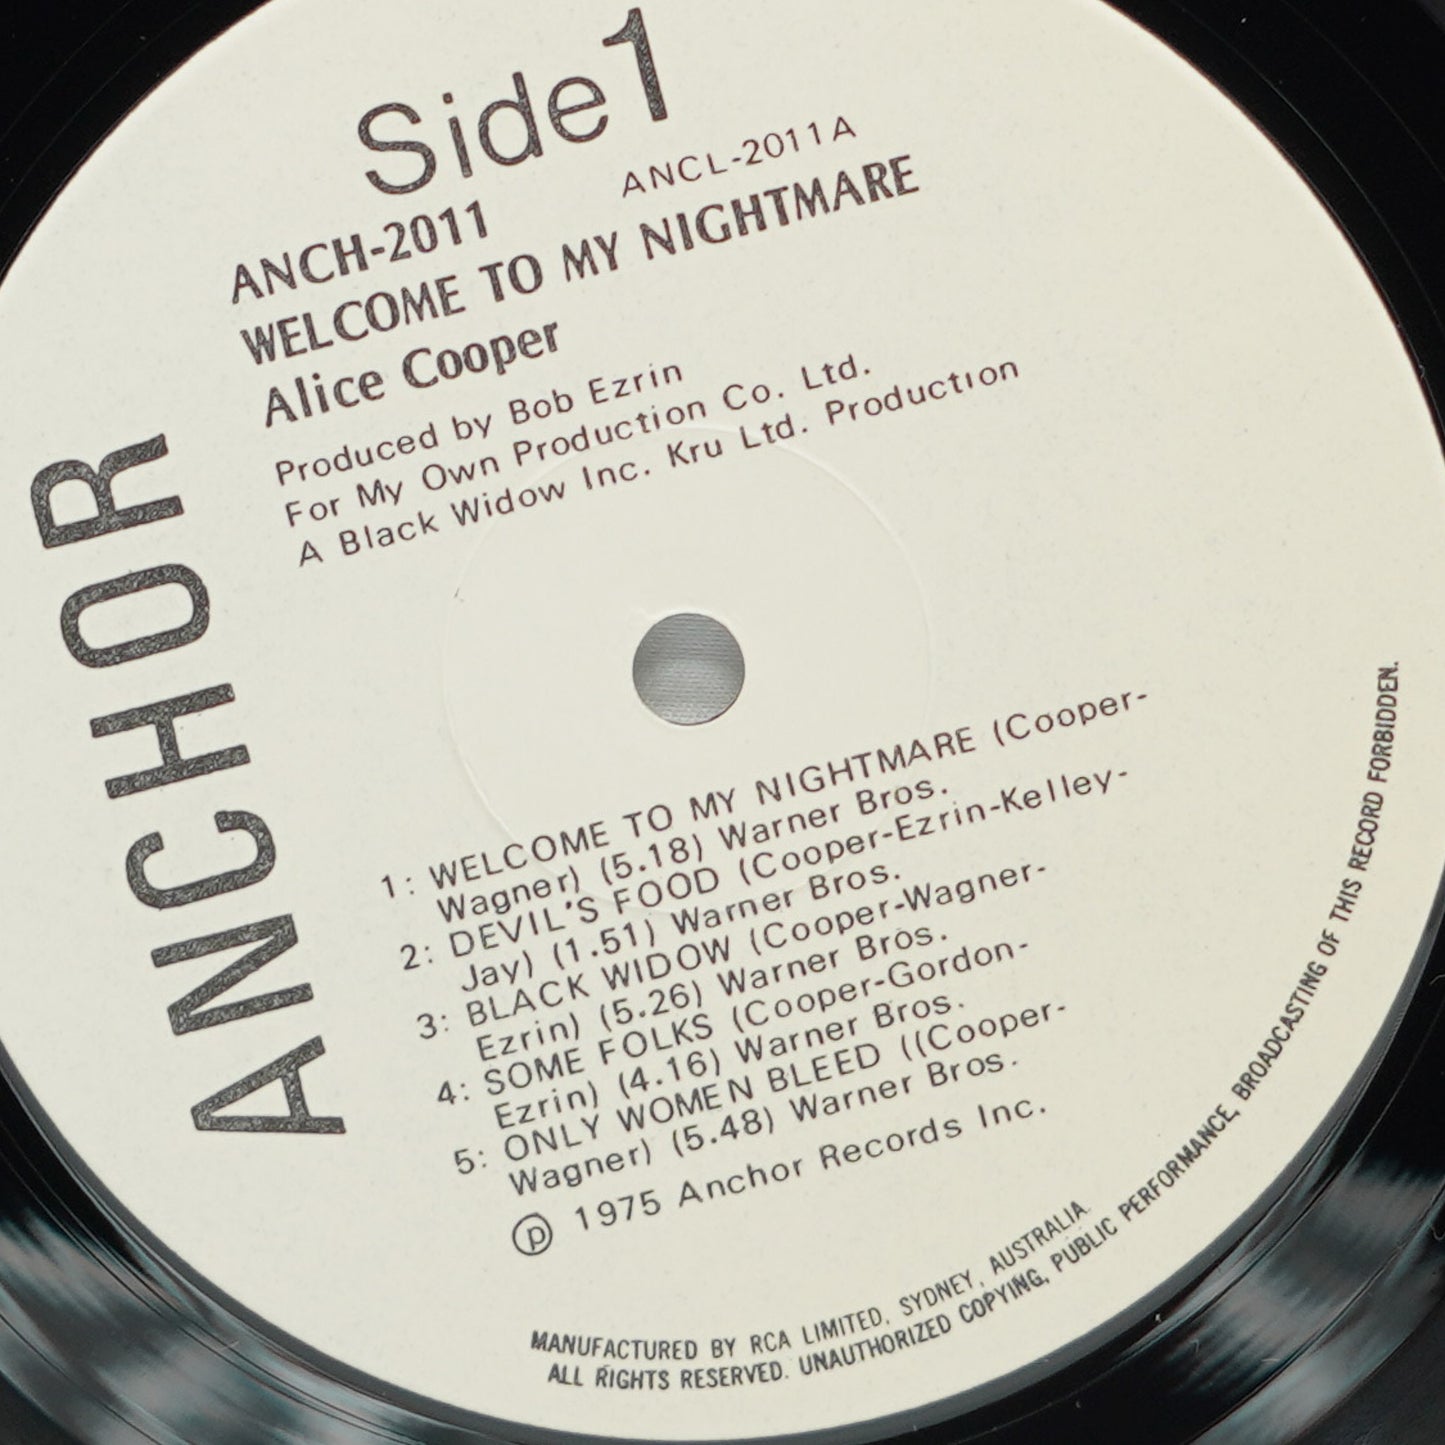 Side 1
ANCH-2011
ANCL-2011A
WELCOME TO MY NIGHTMARE
Alice Cooper
Produced by Bob Ezrin
For My Own Production Co. Ltd.
A Black Widow Inc. Kru Ltd. Production
ANCHOR
1: WELCOME TO MY NIGHTMARE (Cooper-
Wagner) (5.18) Warner Bros.
2: DEVIL'S FOOD (Cooper-Ezrin-Kelley-
Jay) (1.51) Warner Bros.
3: BLACK WIDOW (Cooper-Wagner-
Ezrin) (5.26) Warner Bros.
4: SOME FOLKS (Cooper-Gordon-
Ezrin) (4.16) Warner Bros.
5: ONLY WOMEN BLEED ((Cooper-
Wagner) (5.48) Warner Bros.
℗ 1975 Anchor Records Inc.
MANUFACTURED BY RCA LIMITED, SYDNEY, AUSTRALIA
ALL RIGHTS RESERVED. UNAUTHORIZED COPYING, PUBLIC PERFORMANCE, BROADCASTING OF THIS RECORD FORBIDDEN.